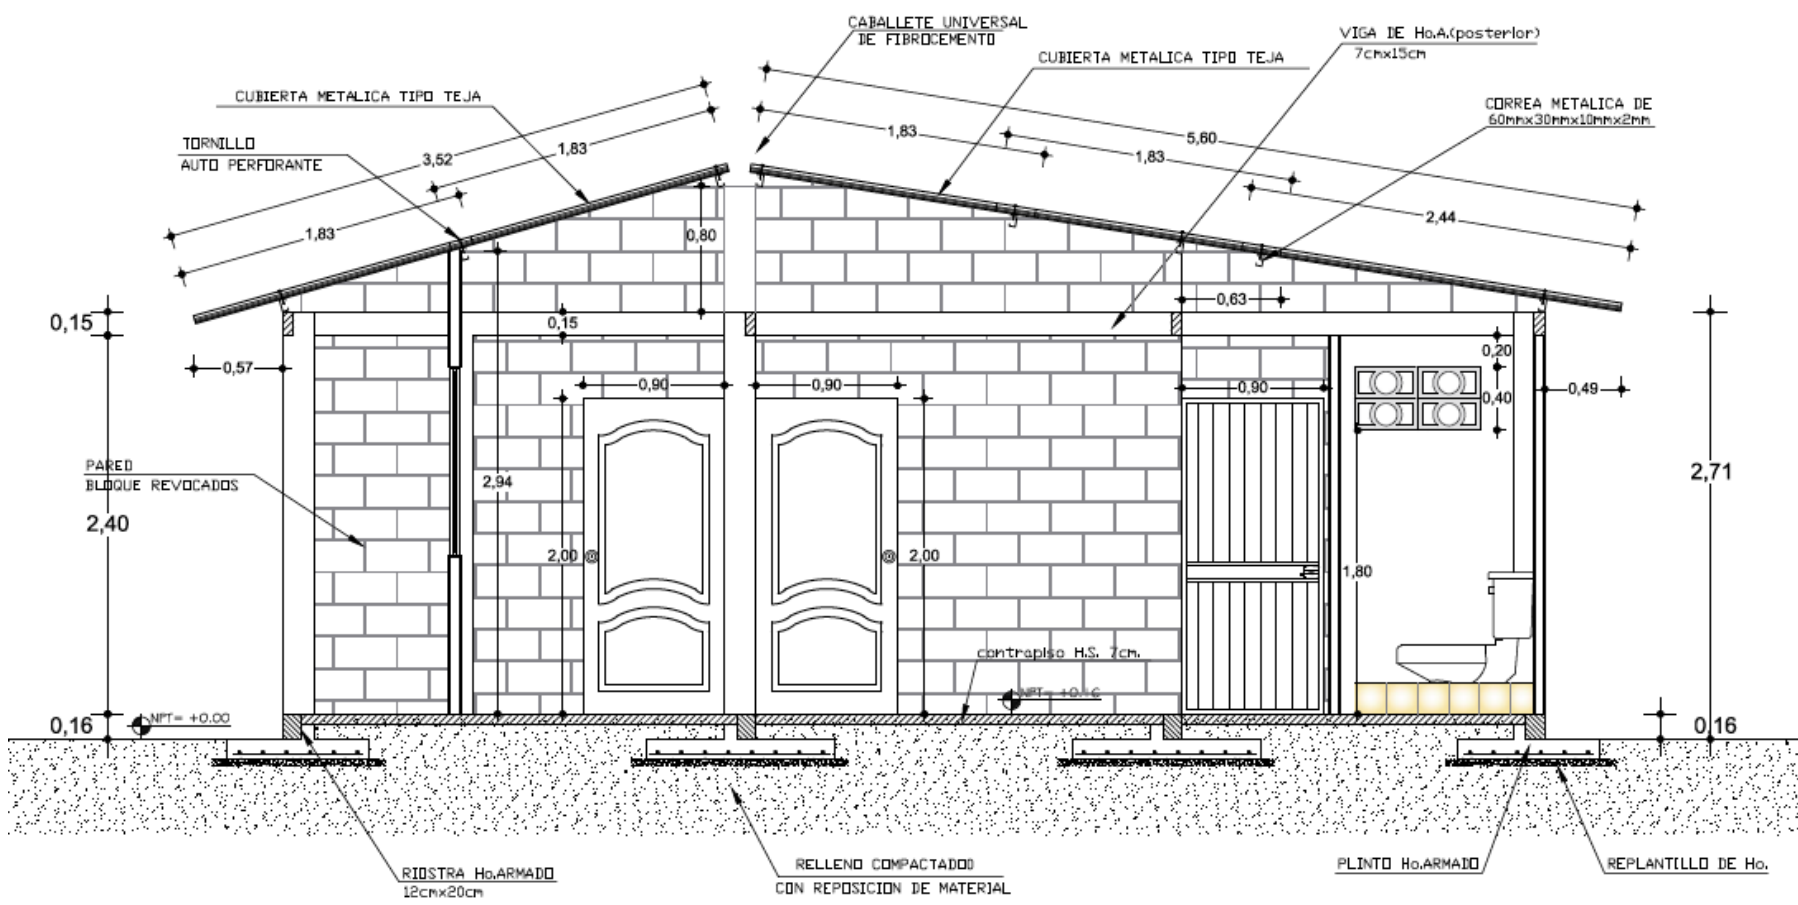 CABALLETE UNIVERSAL
DE FIBROCEMENTO
VIGA DE Ho.A.(posterior)
7cmx15cm
CUBIERTA METALICA TIPO TEJA
CUBIERTA METALICA TIPO TEJA
CORREA METALICA DE
60mmx30mmx10mmx2mm
TORNILLO
AUTO PERFORANTE
3,52
1,83
1,83
1,83
1,83
5,60
2,44
0,80
0,63
0,15
0,15
0,57
0,90
0,90
0,90
0,20
0,40
0,49
PARED
BLOQUE REVOCADOS
2,40
2,94
2,71
2,00
2,00
1,80
contrapiso H.S. 7cm.
NPT= +0.16
NPT= +0.00
0,16
0,16
RIOSTRA Ho.ARMADO
12cmx20cm
RELLENO COMPACTADOD
CON REPOSICION DE MATERIAL
PLINTO Ho.ARMADO
REPLANTILLO DE Ho.